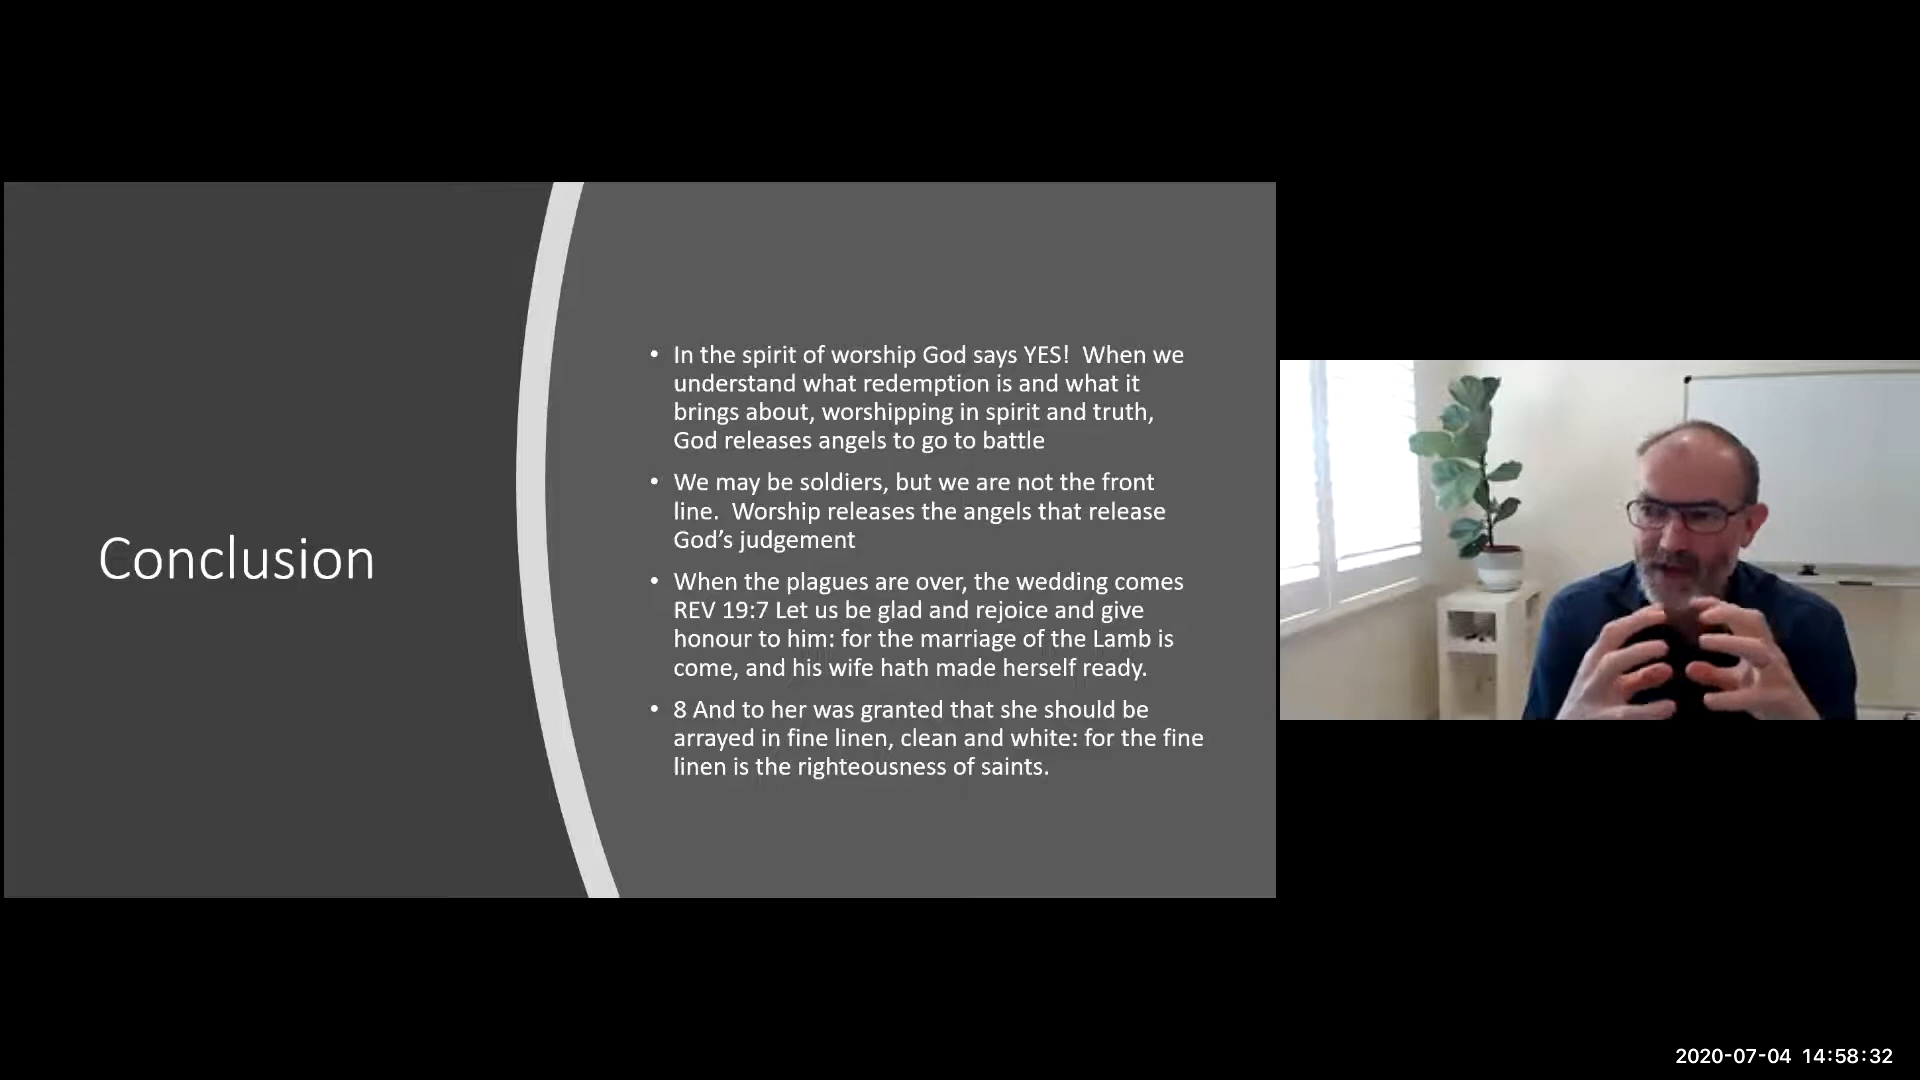 Conclusion
• In the spirit of worship God says YES!  When we
understand what redemption is and what it
brings about, worshipping in spirit and truth,
God releases angels to go to battle
• We may be soldiers, but we are not the front
line.  Worship releases the angels that release
God’s judgement
• When the plagues are over, the wedding comes
REV 19:7 Let us be glad and rejoice and give
honour to him: for the marriage of the Lamb is
come, and his wife hath made herself ready.
• 8 And to her was granted that she should be
arrayed in fine linen, clean and white: for the fine
linen is the righteousness of saints.
2020-07-04 14:58:32